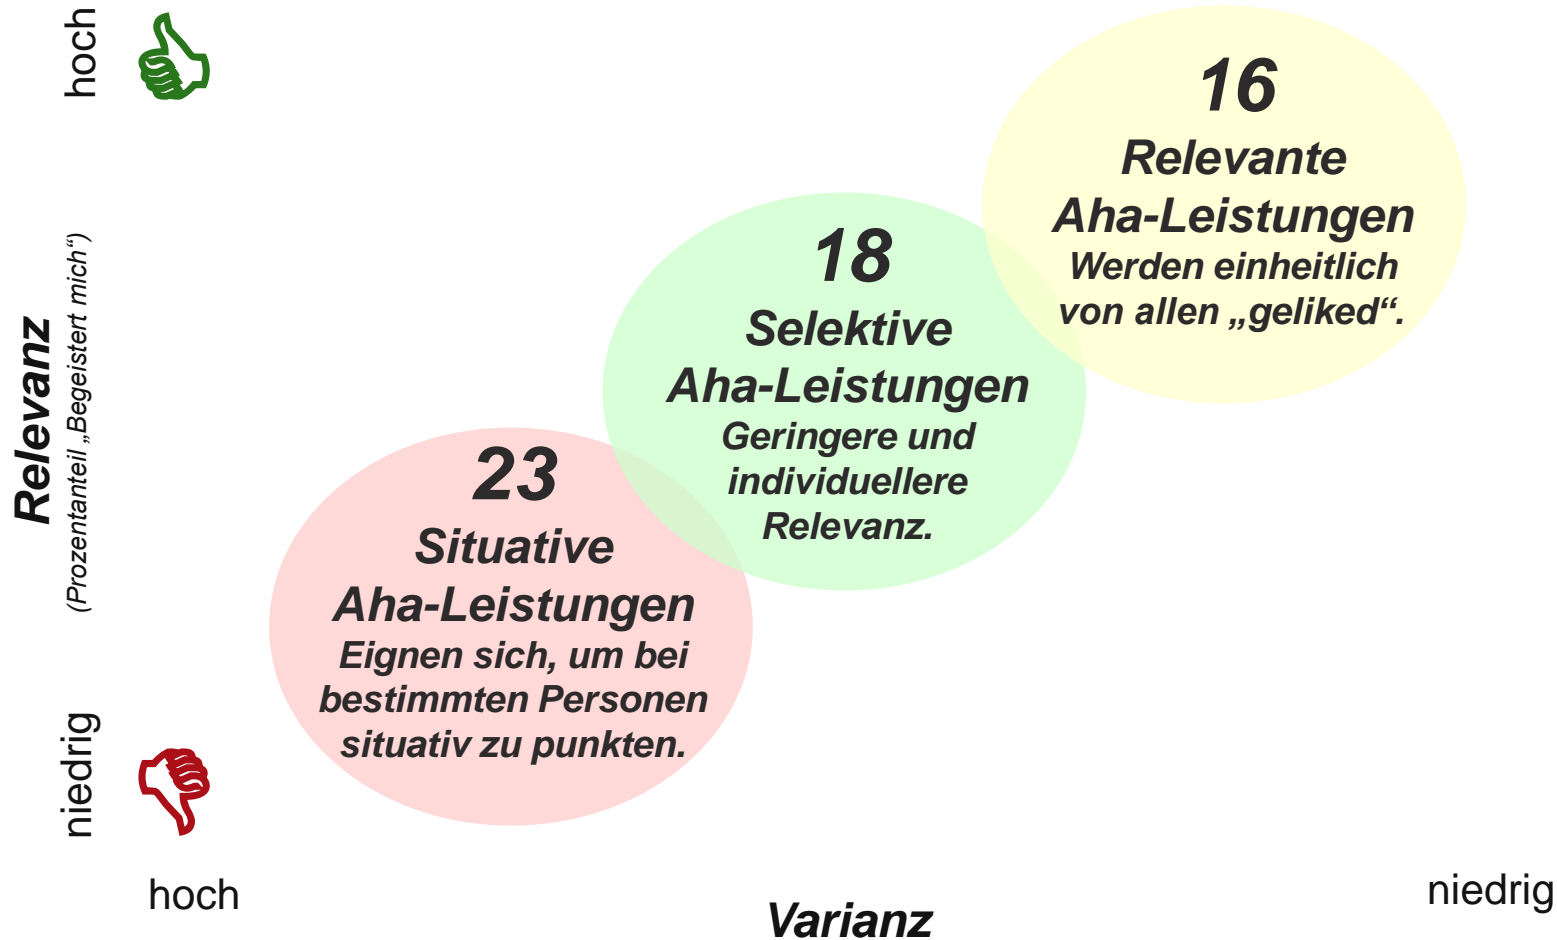 hoch
Relevanz
(Prozentanteil „Begeistert mich“)
niedrig
16
Relevante
Aha-Leistungen
Werden einheitlich
von allen „geliked“.
18
Selektive
Aha-Leistungen
Geringere und
individuellere
Relevanz.
23
Situative
Aha-Leistungen
Eignen sich, um bei
bestimmten Personen
situativ zu punkten.
hoch
Varianz
niedrig